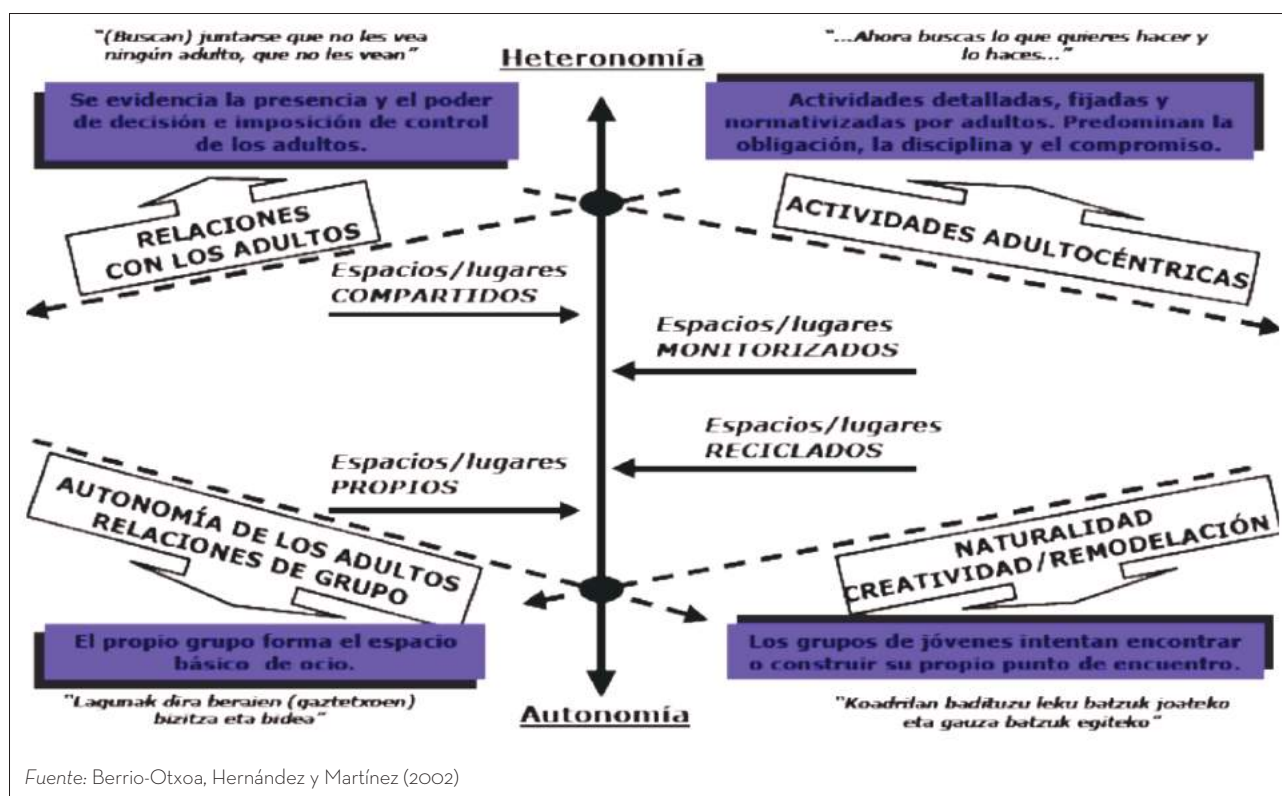 "(Buscan) juntarse que no les vea
ningún adulto, que no les vean"
Heteronomía
"...Ahora buscas lo que quieres hacer y
lo haces..."
Se evidencia la presencia y el poder
de decisión e imposición de control
de los adultos.
Actividades detalladas, fijadas y
normativizadas por adultos. Predominan la
obligación, la disciplina y el compromiso.
RELACIONES
CON LOS ADULTOS
ACTIVIDADES ADULTOCÉNTRICAS
Espacios/lugares
COMPARTIDOS
Espacios/lugares
MONITORIZADOS
Espacios/lugares
RECICLADOS
Espacios/lugares
PROPIOS
AUTONOMÍA DE LOS ADULTOS
RELACIONES DE GRUPO
NATURALIDAD
CREATIVIDAD/REMODELACIÓN
El propio grupo forma el espacio
básico de ocio.
Los grupos de jóvenes intentan encontrar
o construir su propio punto de encuentro.
"Lagunak dira beraien (gaztetxoen)
bizitza eta bidea"
Autonomía
"Koadrilan badituzu leku batzuk joateko
eta gauza batzuk egiteko"
Fuente: Berrio-Otxoa, Hernández y Martínez (2002)